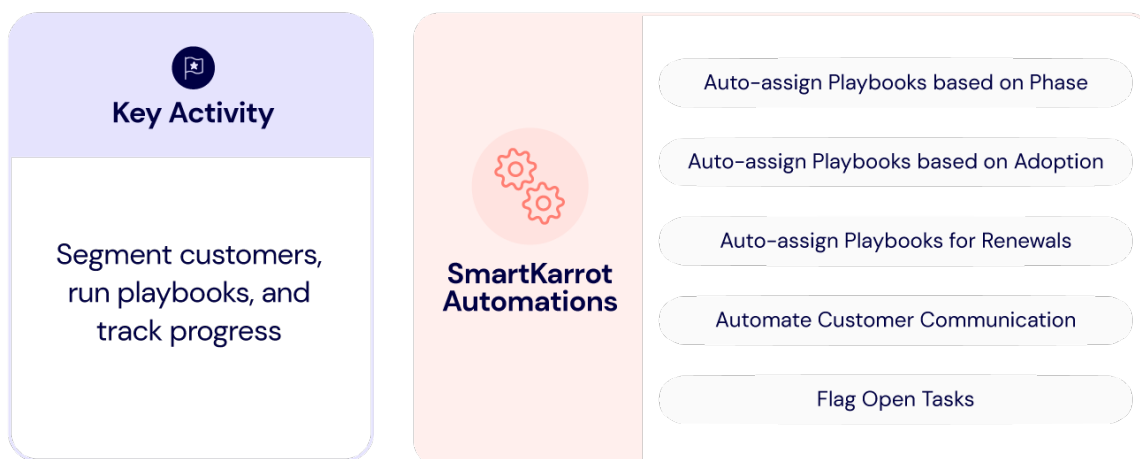 Key Activity
Segment customers,
run playbooks, and
track progress
SmartKarrot
Automations
Auto-assign Playbooks based on Phase
Auto-assign Playbooks based on Adoption
Auto-assign Playbooks for Renewals
Automate Customer Communication
Flag Open Tasks